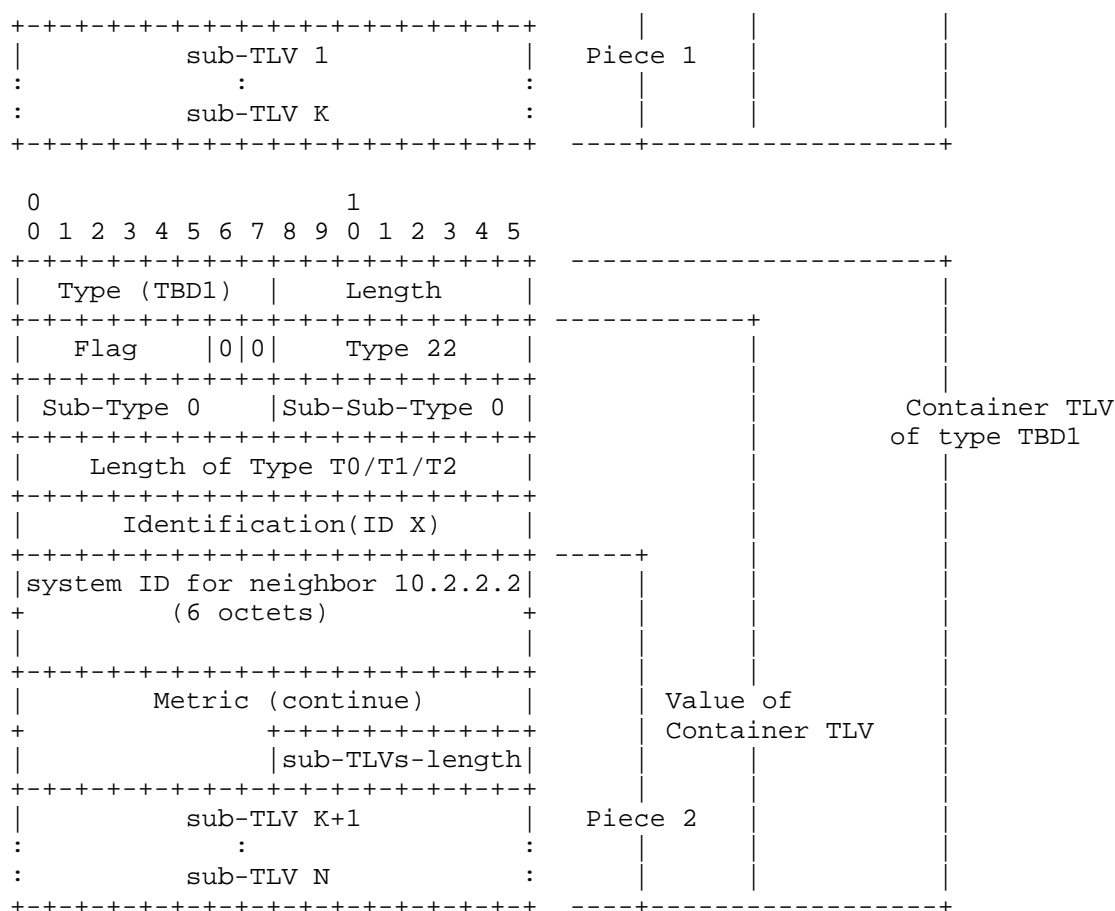 +-+-+-+-+-+-+-+-+-+-+-+-+-+-+-+-+       |      |           |
|          sub-TLV 1            |   Piece 1   |           |
:             :                 :       |      |           |
:          sub-TLV K            :       |      |           |
+-+-+-+-+-+-+-+-+-+-+-+-+-+-+-+-+  ----+------------------+

 0                   1
 0 1 2 3 4 5 6 7 8 9 0 1 2 3 4 5
+-+-+-+-+-+-+-+-+-+-+-+-+-+-+-+-+  -----------------------+
|  Type (TBD1)  |    Length     |                          |
+-+-+-+-+-+-+-+-+-+-+-+-+-+-+-+-+ ------------+           |
|   Flag    |0|0|    Type 22    |              |           |
+-+-+-+-+-+-+-+-+-+-+-+-+-+-+-+-+              |           |
| Sub-Type 0    |Sub-Sub-Type 0 |              |         Container TLV
+-+-+-+-+-+-+-+-+-+-+-+-+-+-+-+-+              |        of type TBD1
|    Length of Type T0/T1/T2    |              |           |
+-+-+-+-+-+-+-+-+-+-+-+-+-+-+-+-+              |           |
|      Identification(ID X)     |              |           |
+-+-+-+-+-+-+-+-+-+-+-+-+-+-+-+-+ -----+       |           |
|system ID for neighbor 10.2.2.2|       |      |           |
+         (6 octets)            +       |      |           |
|                               |       |      |           |
+-+-+-+-+-+-+-+-+-+-+-+-+-+-+-+-+       |      |           |
|        Metric (continue)      |       | Value of         |
+               +-+-+-+-+-+-+-+-+       | Container TLV    |
|               |sub-TLVs-length|       |      |           |
+-+-+-+-+-+-+-+-+-+-+-+-+-+-+-+-+       |      |           |
|          sub-TLV K+1          |   Piece 2    |           |
:             :                 :       |      |           |
:          sub-TLV N            :       |      |           |
+-+-+-+-+-+-+-+-+-+-+-+-+-+-+-+-+  ----+------------------+